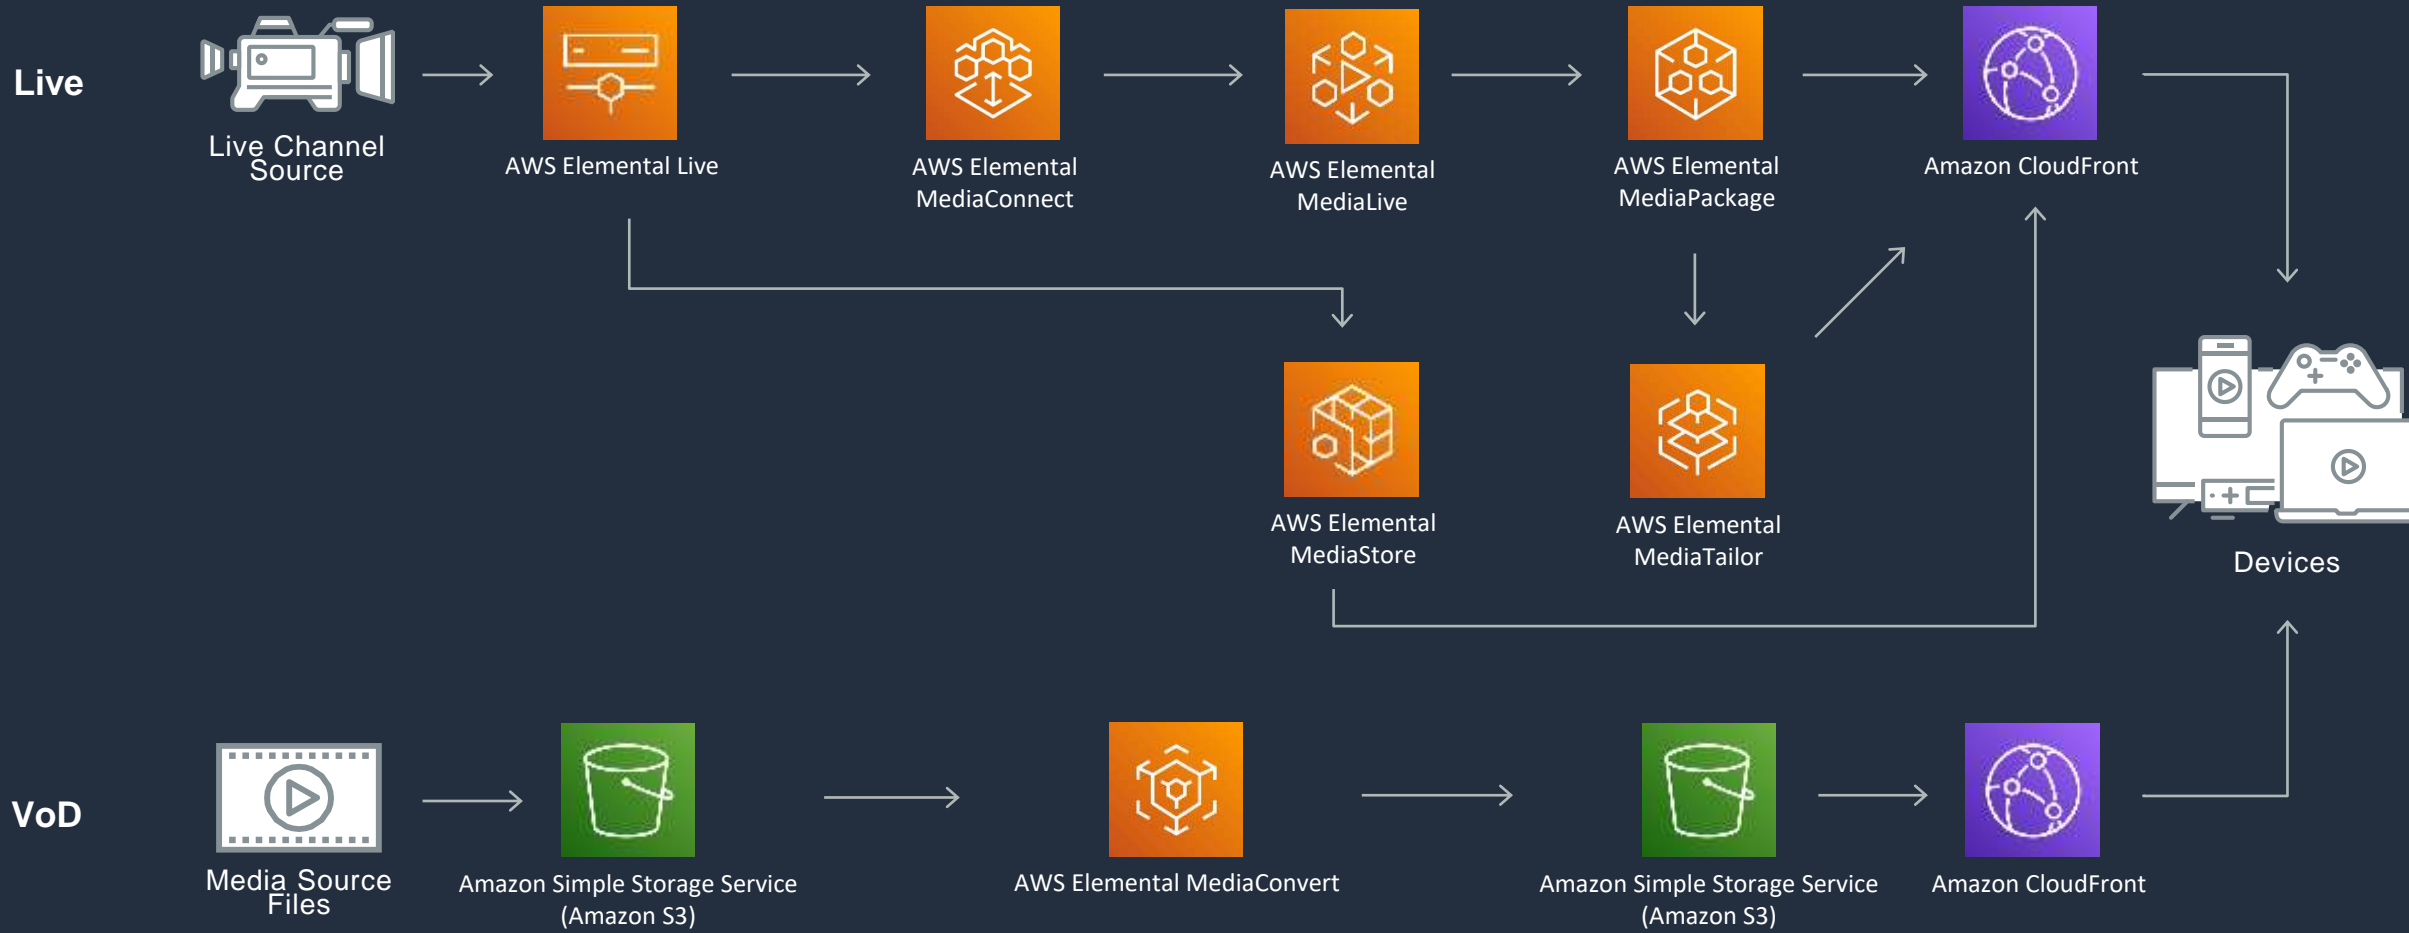 Live
Live Channel
Source
AWS Elemental Live
AWS Elemental
MediaConnect
AWS Elemental
MediaLive
AWS Elemental
MediaPackage
Amazon CloudFront
AWS Elemental
MediaStore
AWS Elemental
MediaTailor
Devices
VoD
Media Source
Files
Amazon Simple Storage Service
(Amazon S3)
AWS Elemental MediaConvert
Amazon Simple Storage Service
(Amazon S3)
Amazon CloudFront